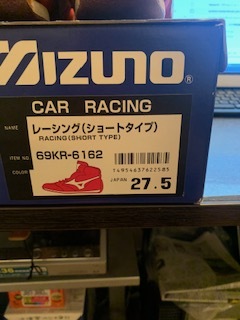 MIZUNO®
CAR RACING
NAME レーシング(ショートタイプ)
RACING(SHORT TYPE)
ITEM NO. 69KR-6162
COLOR
T495463762258S
JAPAN 27.5